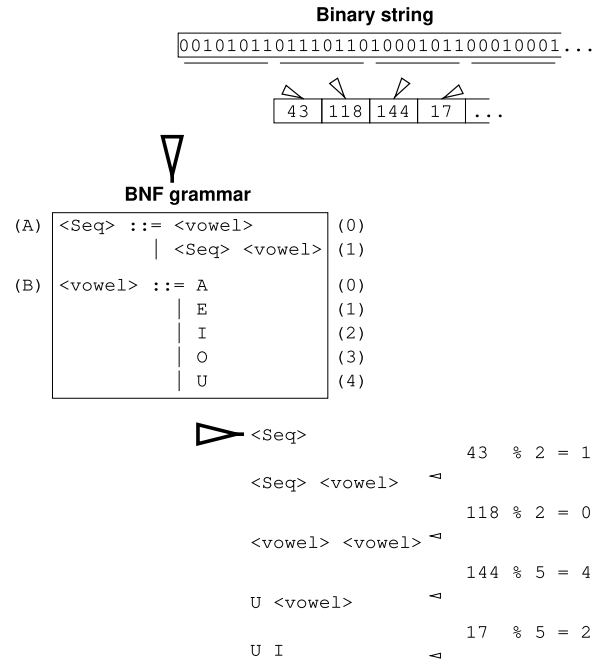 Binary string
00101011011101101000101100010001...
43 118 144 17 ...
BNF grammar
(A) <Seq> ::= <vowel> (0)
| <Seq> <vowel> (1)
(B) <vowel> ::= A (0)
| E (1)
| I (2)
| O (3)
| U (4)
<Seq>
43 % 2 = 1
<Seq> <vowel>
118 % 2 = 0
<vowel> <vowel>
144 % 5 = 4
U <vowel>
17 % 5 = 2
U I